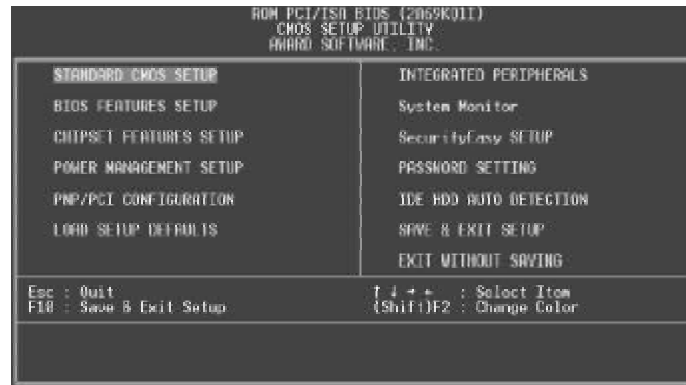 ROM PCI/ISA BIOS (2A69KQ1I)
CMOS SETUP UTILITY
AWARD SOFTWARE, INC.
STANDARD CMOS SETUP
BIOS FEATURES SETUP
CHIPSET FEATURES SETUP
POWER MANAGEMENT SETUP
PNP/PCI CONFIGURATION
LOAD SETUP DEFAULTS
INTEGRATED PERIPHERALS
System Monitor
SecurityEasy SETUP
PASSWORD SETTING
IDE HDD AUTO DETECTION
SAVE & EXIT SETUP
EXIT WITHOUT SAVING
Esc : Quit
F10 : Save & Exit Setup
↑ ↓ → ← : Select Item
(Shift)F2 : Change Color